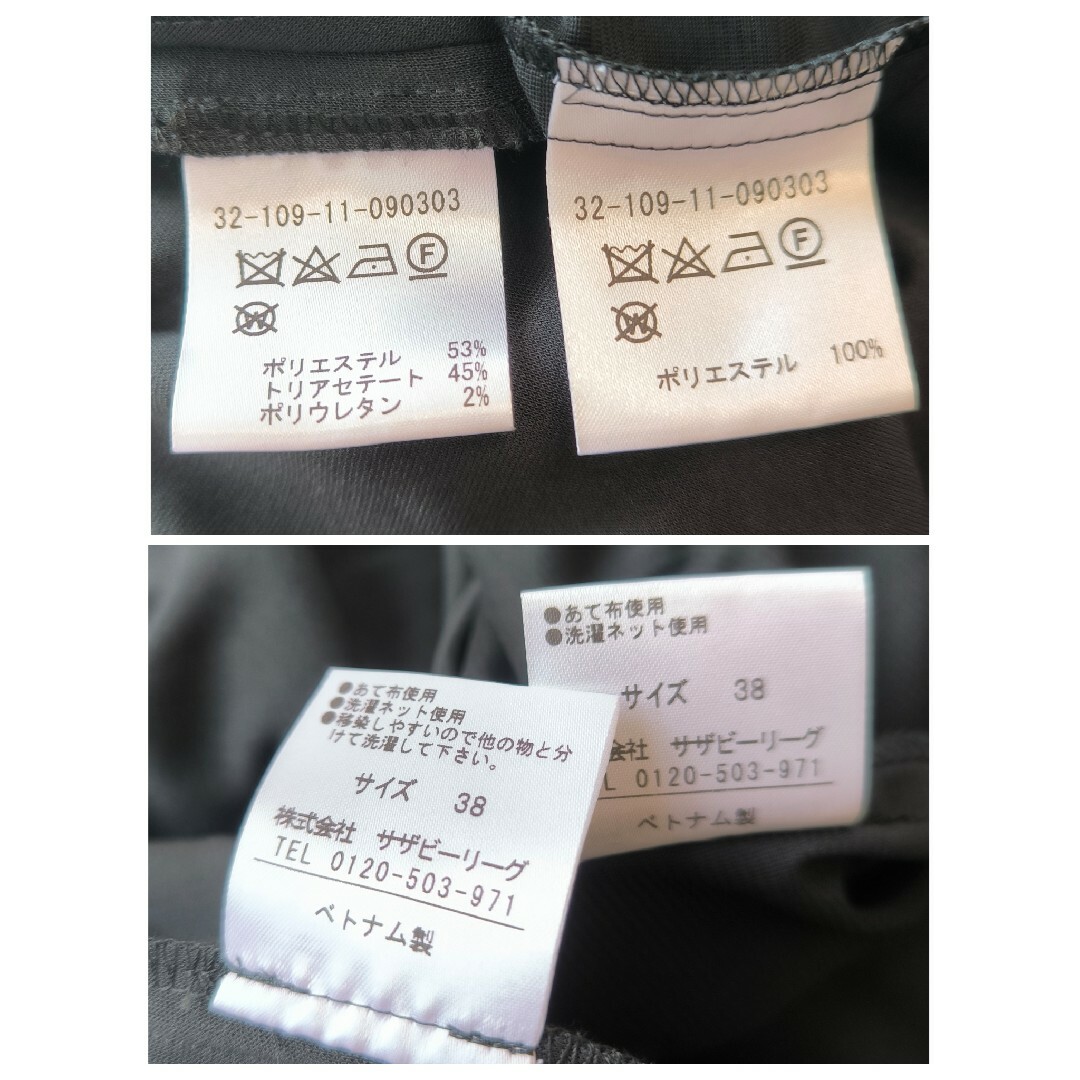 32-109-11-090303
F
W
ポリエステル 53%
トリアセテート 45%
ポリウレタン 2%
32-109-11-090303
F
W
ポリエステル 100%
●あて布使用
●洗濯ネット使用
●移染しやすいので他の物と分
けて洗濯して下さい。
サイズ 38
株式会社 サザビーリーグ
TEL 0120-503-971
ベトナム製
●あて布使用
●洗濯ネット使用
サイズ 38
会社 サザビーリーグ
L 0120-503-971
ベトナム製